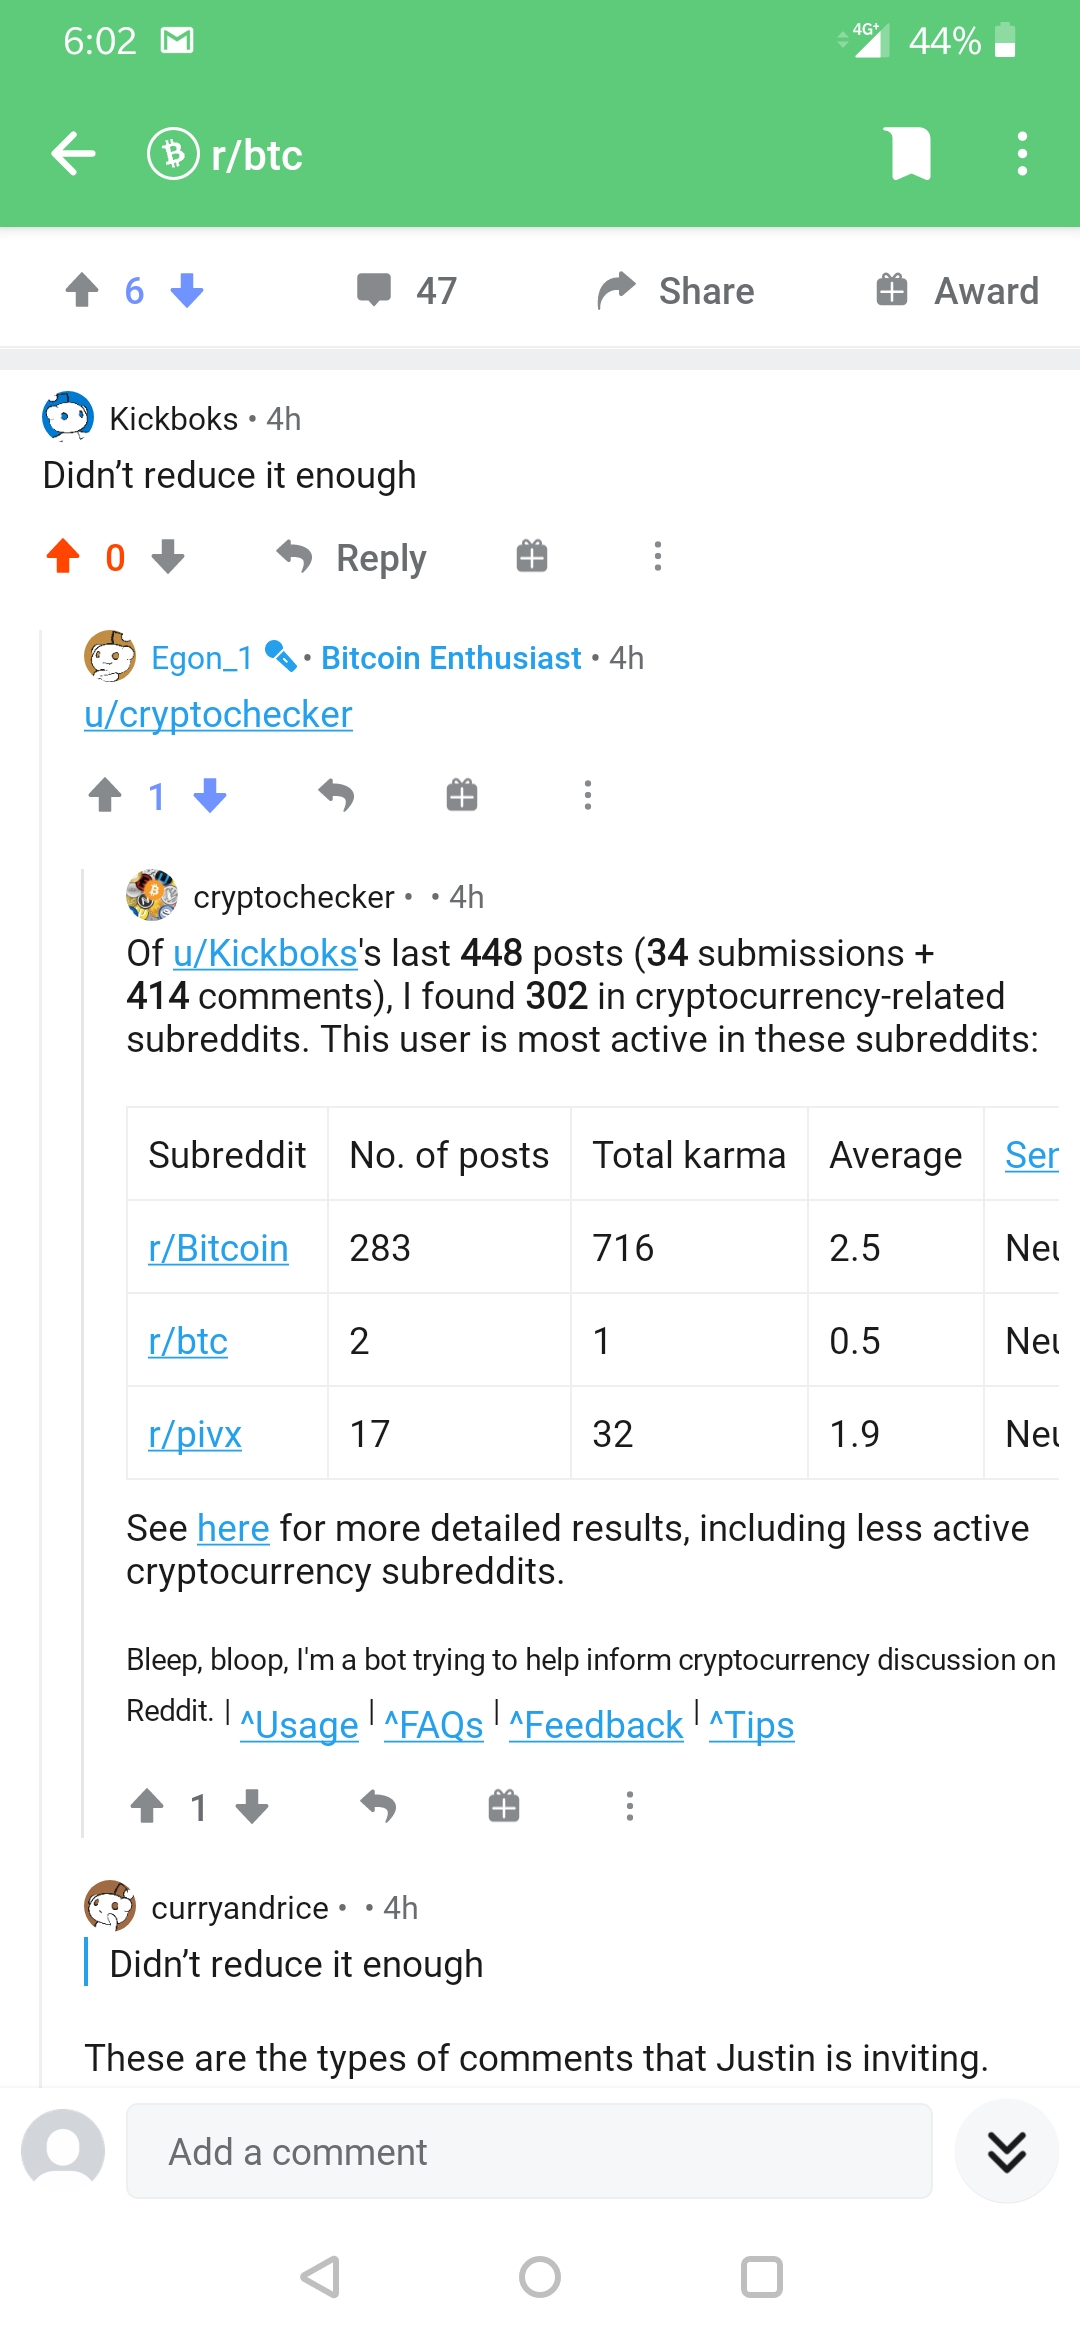 6:02 4G+ 44%
r/btc
6 47 Share Award
Kickboks • 4h
Didn’t reduce it enough
0 Reply
Egon_1 • Bitcoin Enthusiast • 4h
u/cryptochecker
1
cryptochecker • • 4h
Of u/Kickboks's last 448 posts (34 submissions +
414 comments), I found 302 in cryptocurrency-related
subreddits. This user is most active in these subreddits:
Subreddit No. of posts Total karma Average Ser
r/Bitcoin 283 716 2.5 Neu
r/btc 2 1 0.5 Neu
r/pivx 17 32 1.9 Neu
See here for more detailed results, including less active
cryptocurrency subreddits.
Bleep, bloop, I'm a bot trying to help inform cryptocurrency discussion on
Reddit. | ^Usage | ^FAQs | ^Feedback | ^Tips
1
curryandrice • • 4h
Didn’t reduce it enough
These are the types of comments that Justin is inviting.
Add a comment